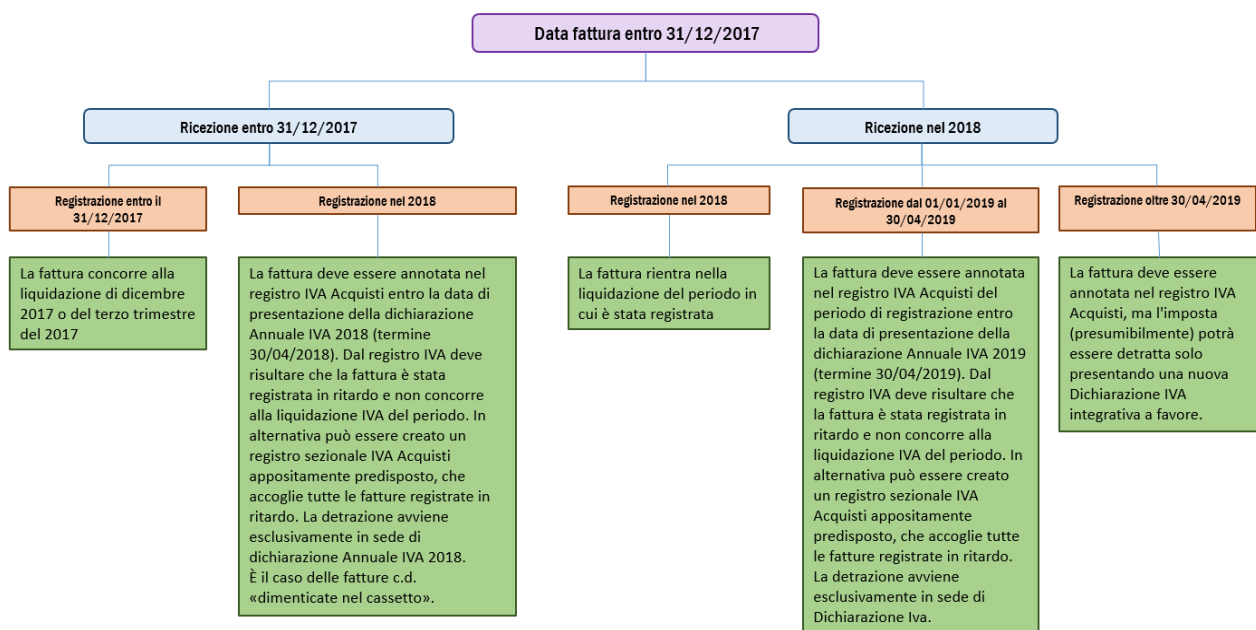 Data fattura entro 31/12/2017
Ricezione entro 31/12/2017
Ricezione nel 2018
Registrazione entro il
31/12/2017
Registrazione nel 2018
Registrazione nel 2018
Registrazione dal 01/01/2019 al
30/04/2019
Registrazione oltre 30/04/2019
La fattura concorre alla
liquidazione di dicembre
2017 o del terzo trimestre
del 2017
La fattura deve essere annotata nel
registro IVA Acquisti entro la data di
presentazione della dichiarazione
Annuale IVA 2018 (termine
30/04/2018). Dal registro IVA deve
risultare che la fattura è stata
registrata in ritardo e non concorre
alla liquidazione IVA del periodo. In
alternativa può essere creato un
registro sezionale IVA Acquisti
appositamente predisposto, che
accoglie tutte le fatture registrate in
ritardo. La detrazione avviene
esclusivamente in sede di
dichiarazione Annuale IVA 2018.
È il caso delle fatture c.d.
«dimenticate nel cassetto».
La fattura rientra nella
liquidazione del periodo in
cui è stata registrata
La fattura deve essere annotata
nel registro IVA Acquisti del
periodo di registrazione entro
la data di presentazione della
dichiarazione Annuale IVA 2019
(termine 30/04/2019). Dal
registro IVA deve risultare che
la fattura è stata registrata in
ritardo e non concorre alla
liquidazione IVA del periodo. In
alternativa può essere creato
un registro sezionale IVA
Acquisti appositamente
predisposto, che accoglie tutte
le fatture registrate in ritardo.
La detrazione avviene
esclusivamente in sede di
Dichiarazione Iva.
La fattura deve essere
annotata nel registro IVA
Acquisti, ma l'imposta
(presumibilmente) potrà
essere detratta solo
presentando una nuova
Dichiarazione IVA
integrativa a favore.